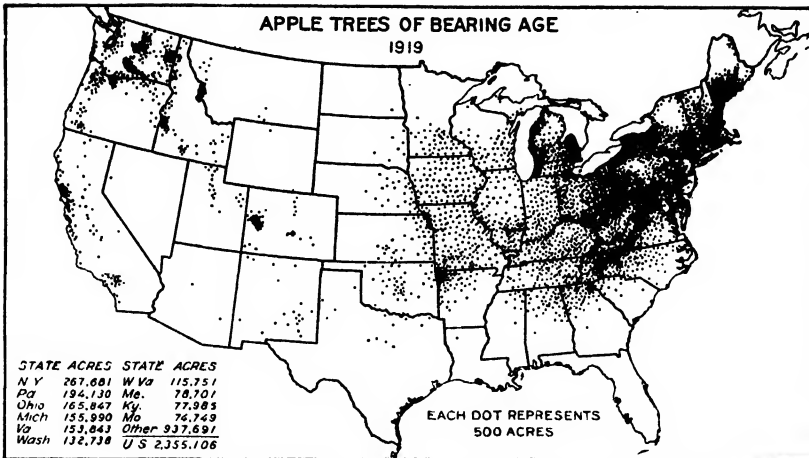 APPLE TREES OF BEARING AGE
1919
STATE ACRES STATE ACRES
N Y 267,681 W Va 115,751
Pa 194,130 Me. 78,701
Ohio 165,847 Ky. 77,985
Mich 155,990 Mo 74,749
Va 153,843 Other 937,691
Wash 132,738 U S 2,355,106
EACH DOT REPRESENTS
500 ACRES